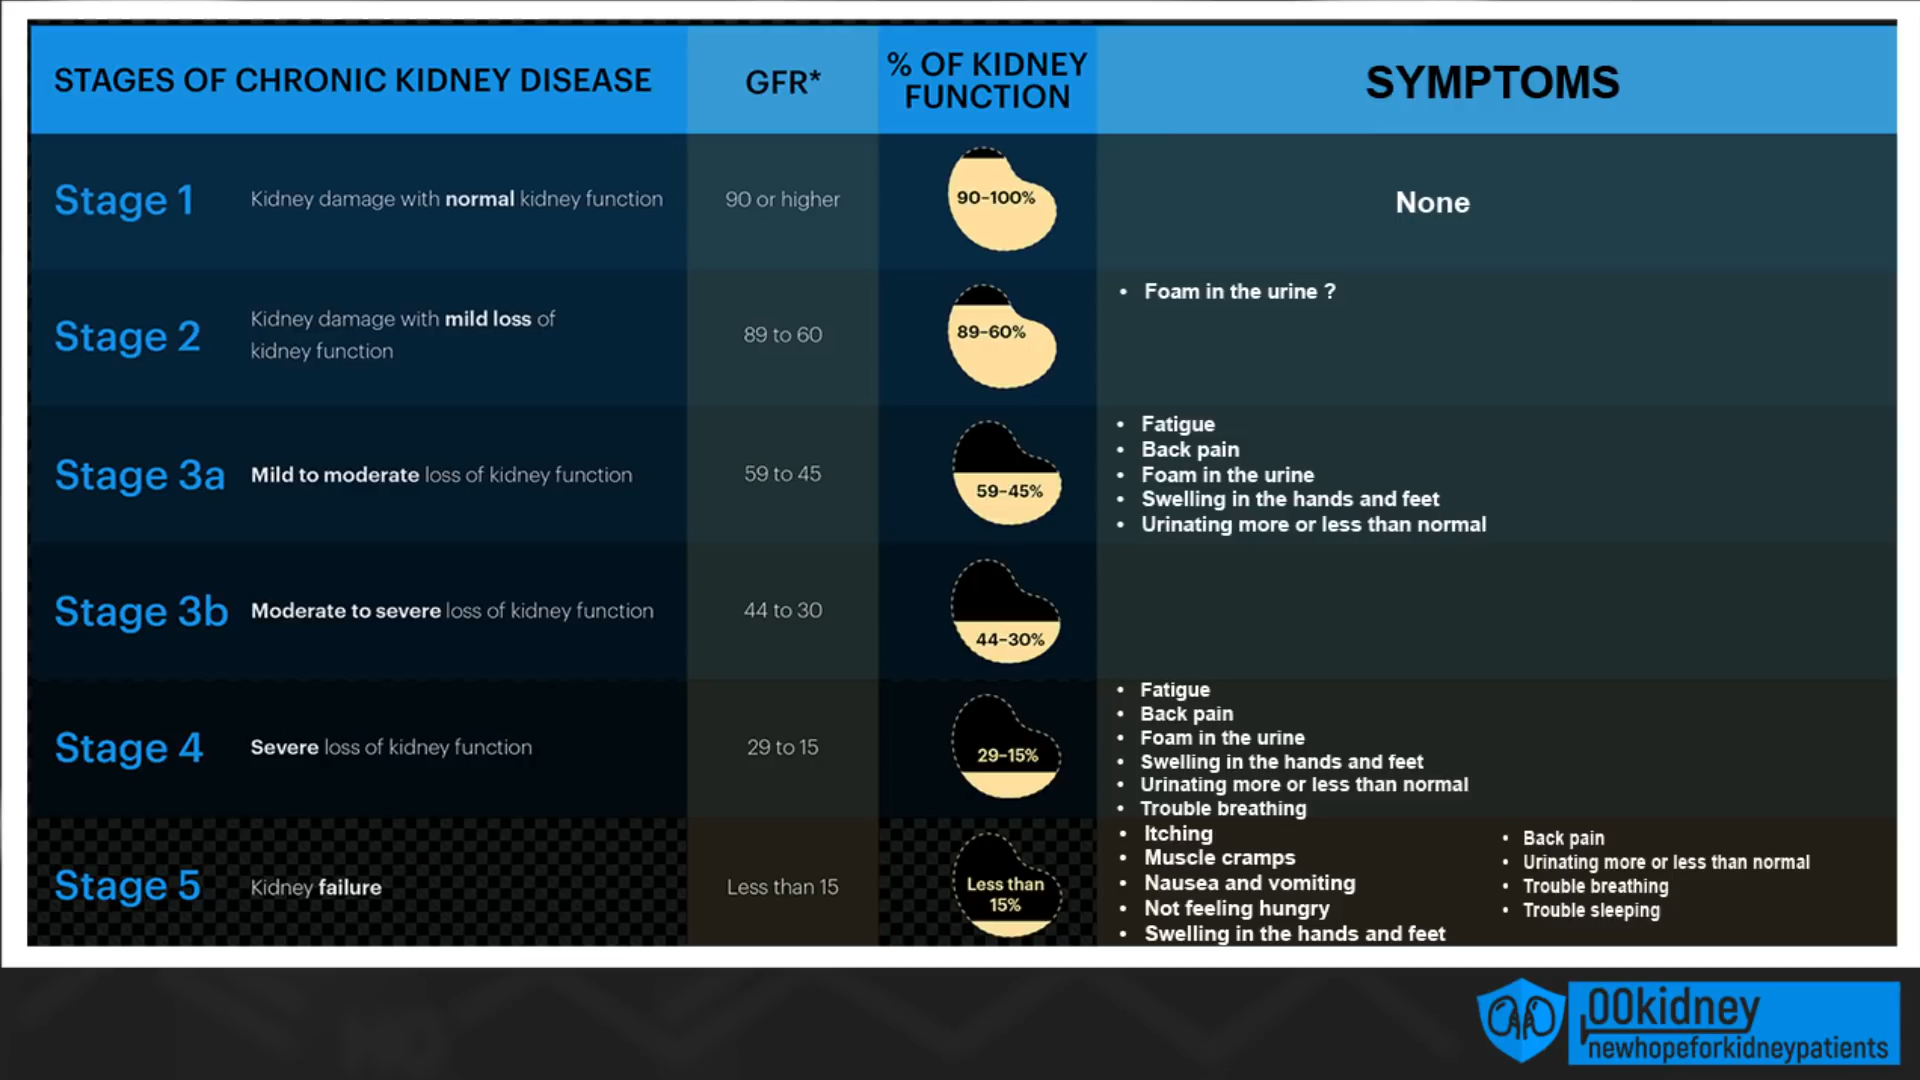 STAGES OF CHRONIC KIDNEY DISEASE
GFR*
% OF KIDNEY
FUNCTION
SYMPTOMS
Stage 1
Kidney damage with normal kidney function
90 or higher
90-100%
None
Stage 2
Kidney damage with mild loss of
kidney function
89 to 60
89-60%
• Foam in the urine ?
Stage 3a
Mild to moderate loss of kidney function
59 to 45
59-45%
• Fatigue
• Back pain
• Foam in the urine
• Swelling in the hands and feet
• Urinating more or less than normal
Stage 3b
Moderate to severe loss of kidney function
44 to 30
44-30%
Stage 4
Severe loss of kidney function
29 to 15
29-15%
• Fatigue
• Back pain
• Foam in the urine
• Swelling in the hands and feet
• Urinating more or less than normal
• Trouble breathing
Stage 5
Kidney failure
Less than 15
Less than
15%
• Itching
• Muscle cramps
• Nausea and vomiting
• Not feeling hungry
• Swelling in the hands and feet
• Back pain
• Urinating more or less than normal
• Trouble breathing
• Trouble sleeping
00kidney
newhopeforkidneypatients